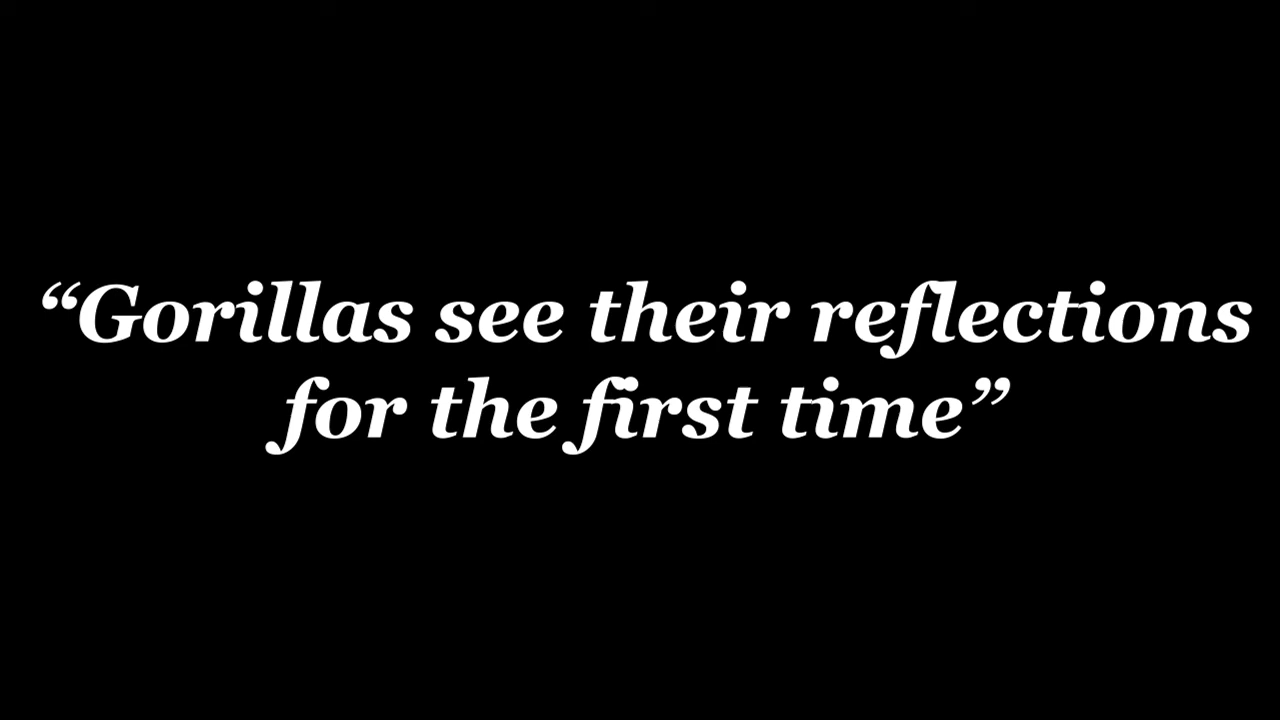 “Gorillas see their reflections
for the first time”